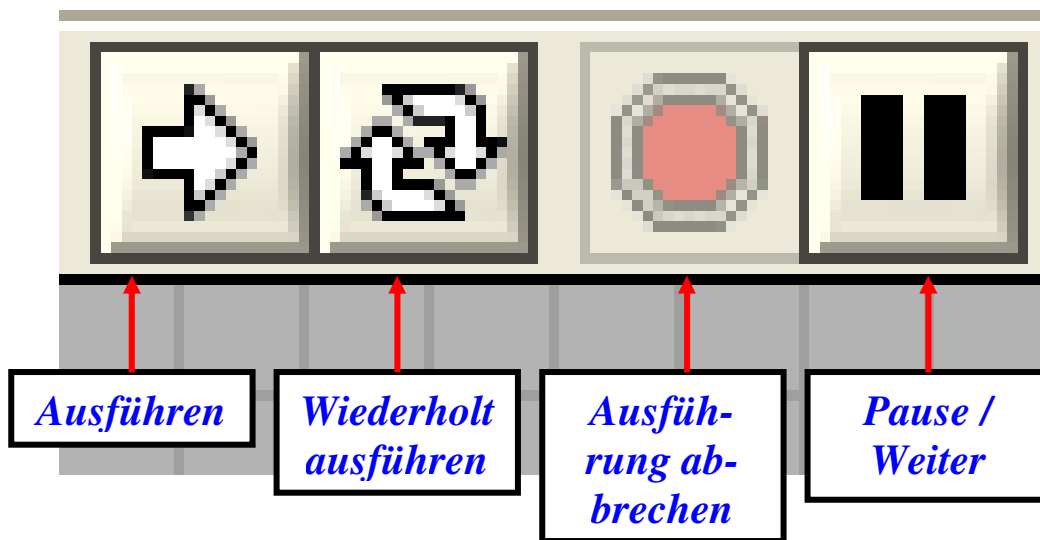 Ausführen
Wiederholt
ausführen
Ausfüh-
rung ab-
brechen
Pause /
Weiter